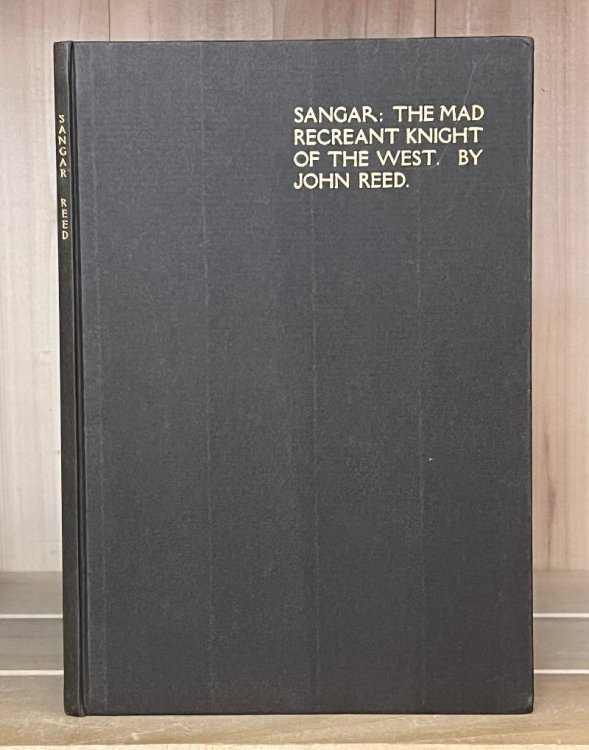 SANGAR: THE MAD
RECREANT KNIGHT
OF THE WEST. BY
JOHN REED.
SANGAR REED